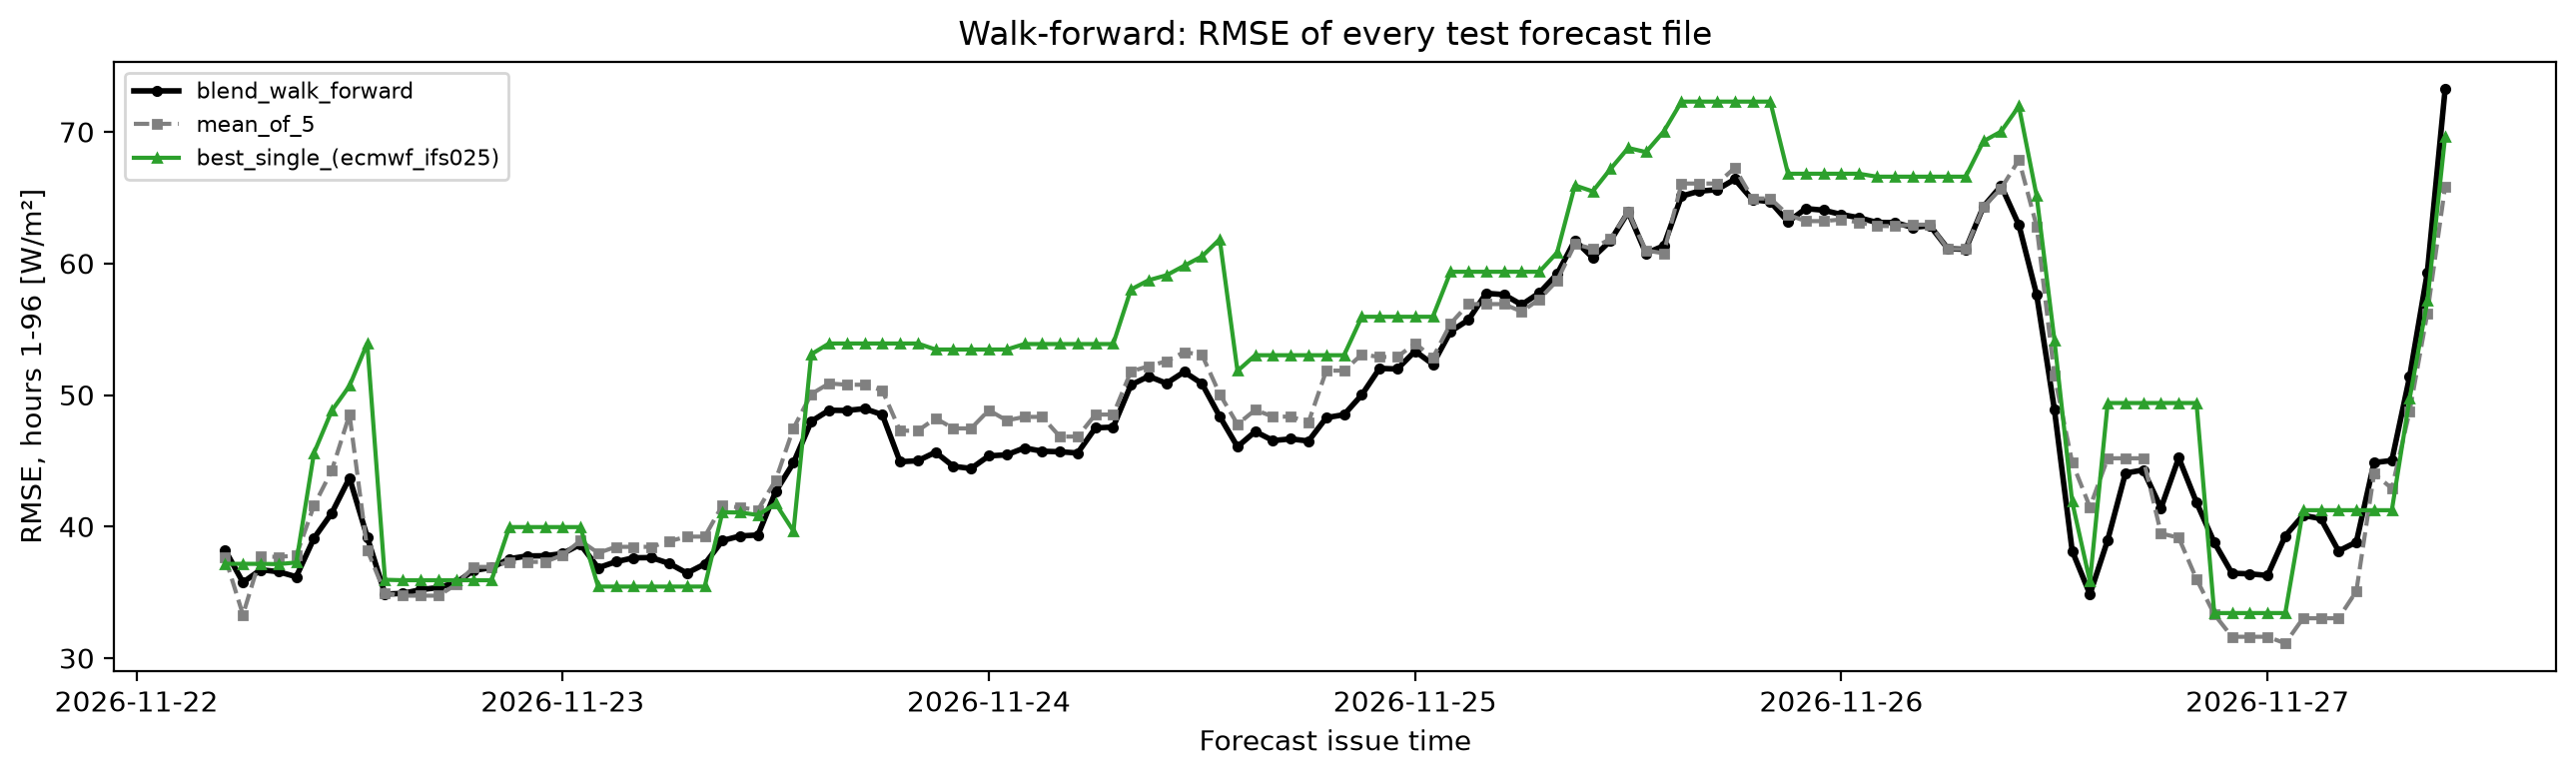 Walk-forward: RMSE of every test forecast file
blend_walk_forward
mean_of_5
best_single_(ecmwf_ifs025)
RMSE, hours 1-96 [W/m²]
70
60
50
40
30
2026-11-22
2026-11-23
2026-11-24
2026-11-25
2026-11-26
2026-11-27
Forecast issue time